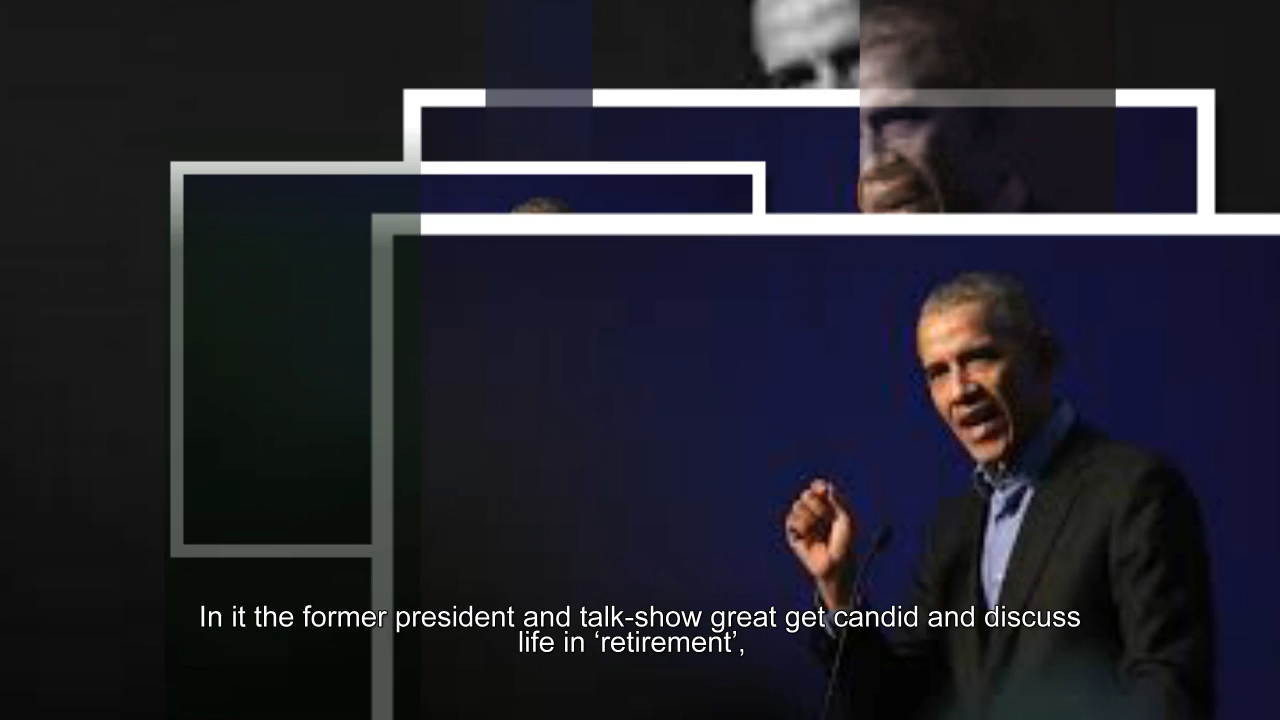 In it the former president and talk-show great get candid and discuss
life in ‘retirement’,